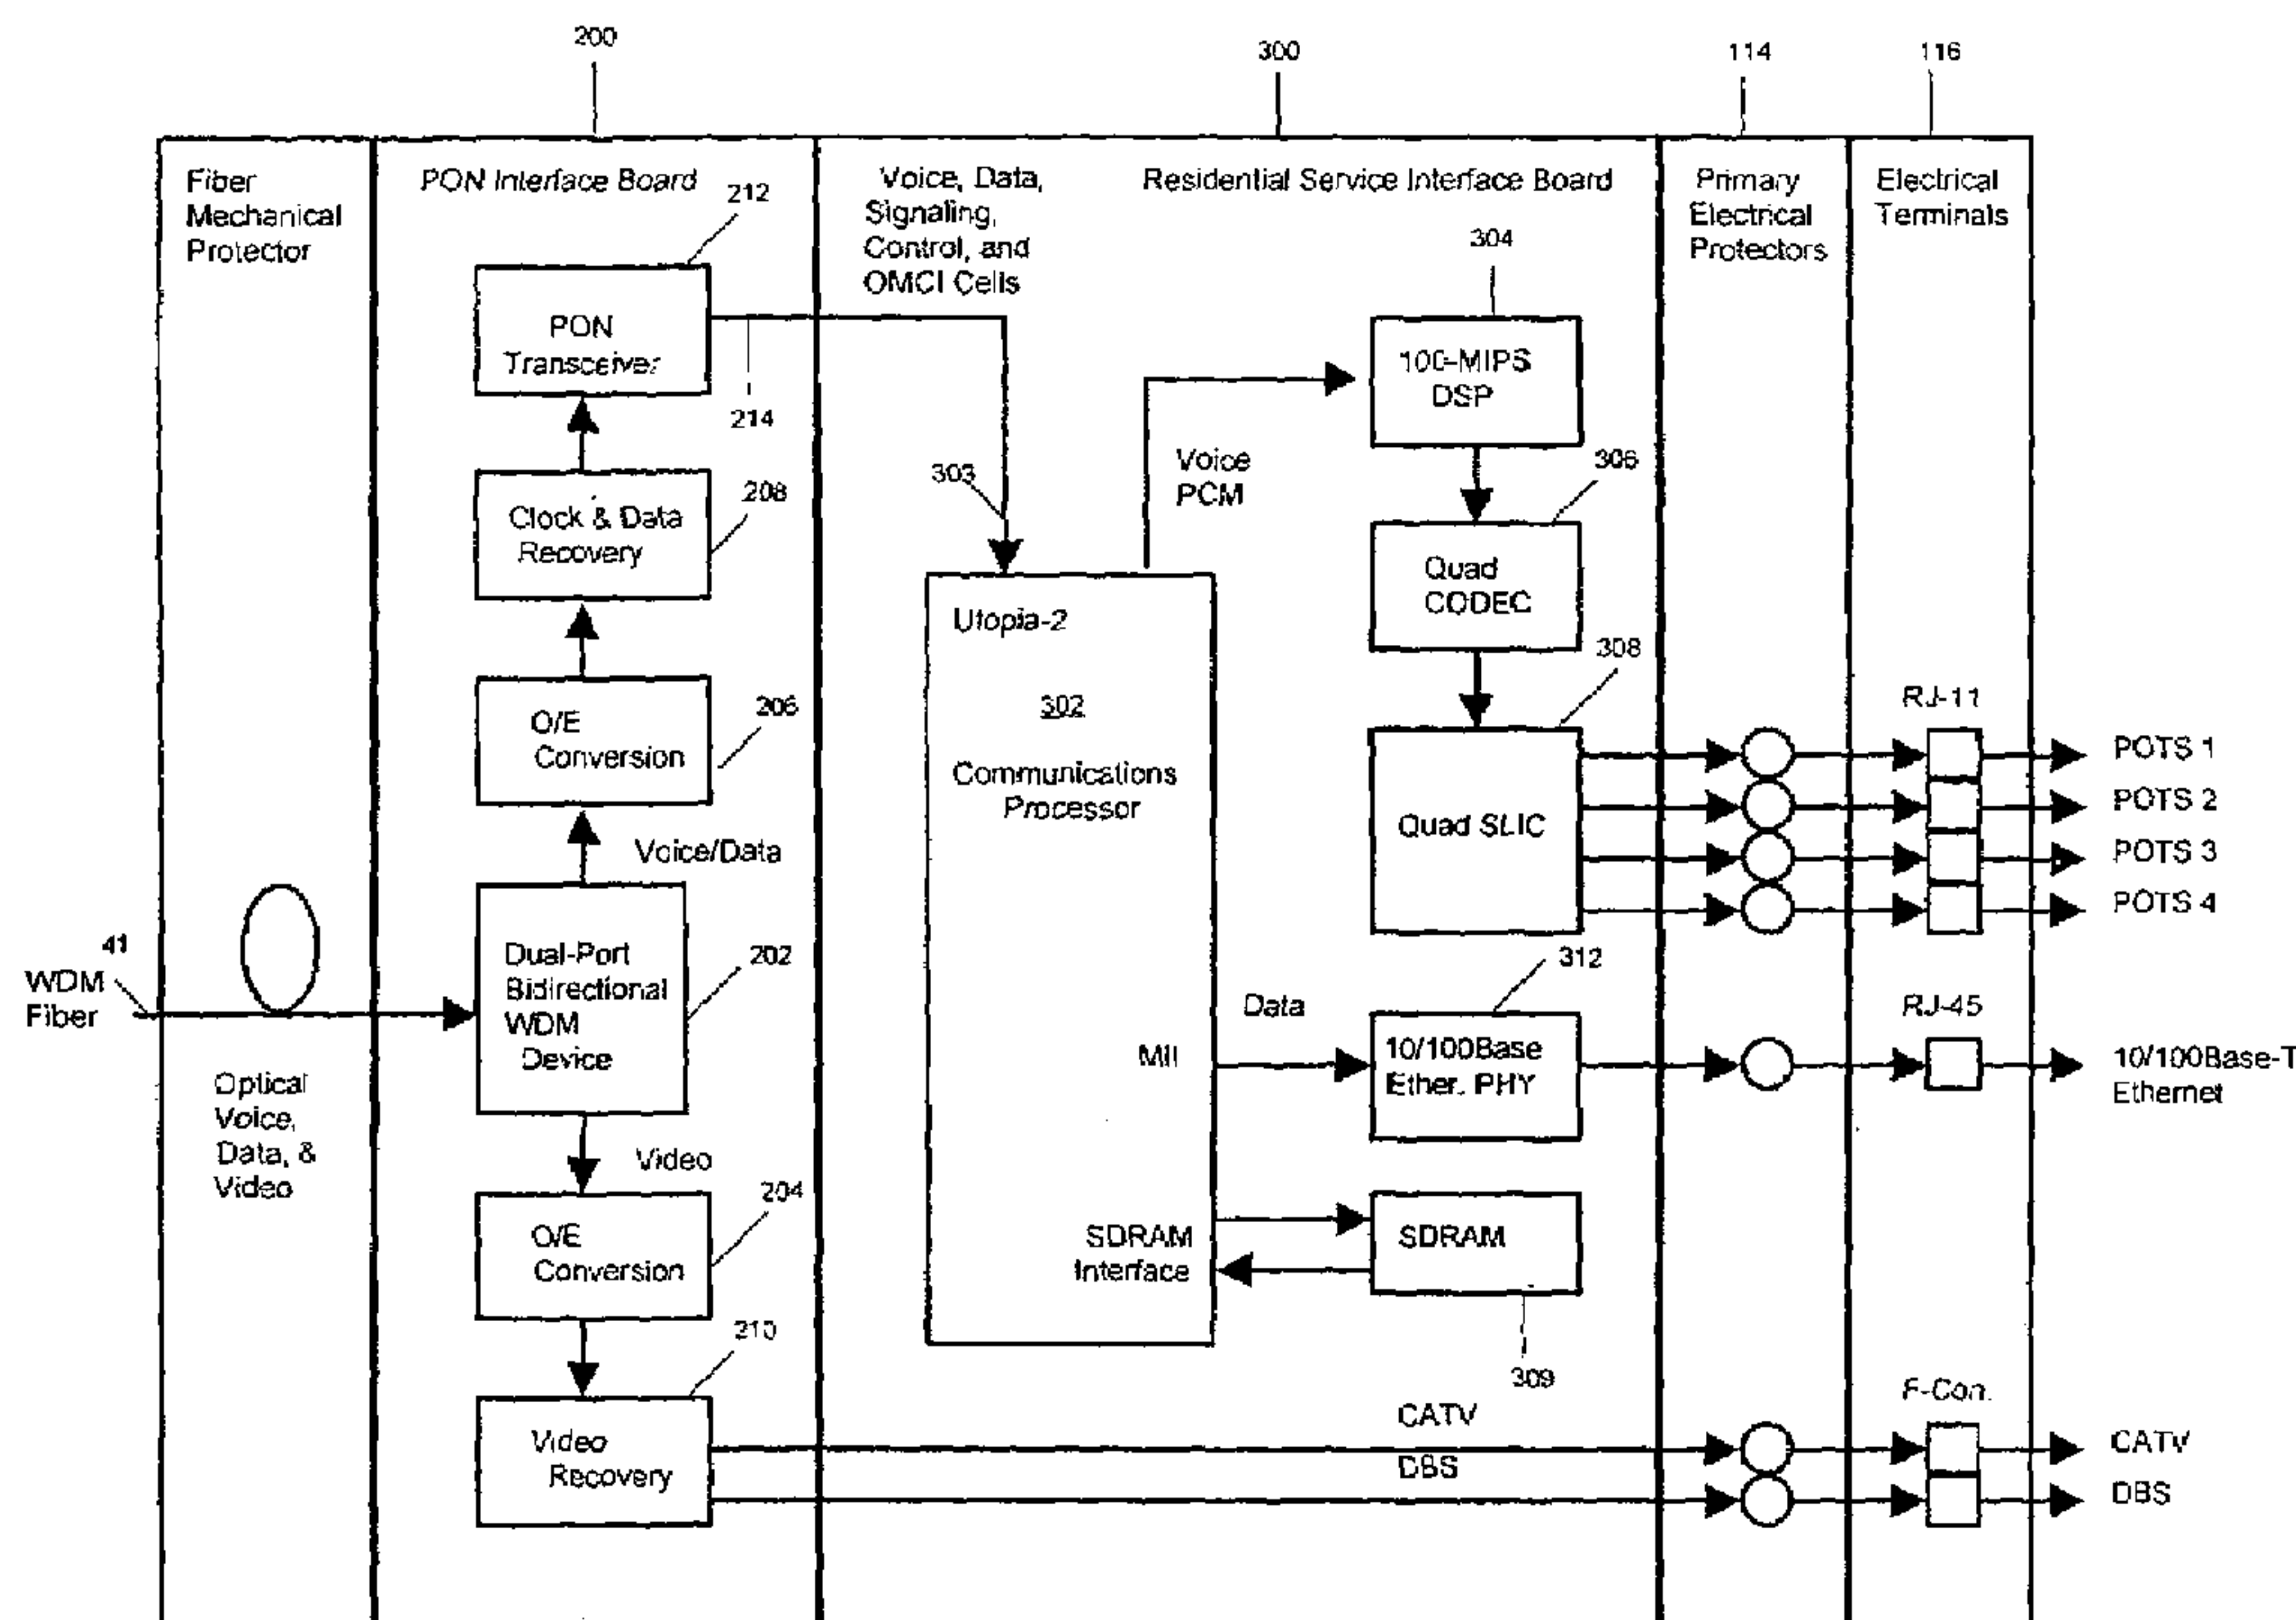 200
300
114
116
Fiber
Mechanical
Protector
PON Interface Board
212
Voice, Data,
Signaling,
Control, and
OMCI Cells
Residential Service Interface Board
304
Primary
Electrical
Protectors
Electrical
Terminals
PON
Transceiver
214
100-MIPS
DSP
303
Voice
PCM
306
Clock & Data
Recovery
208
Quad
CODEC
308
Utopia-2
302
Communications
Processor
O/E
Conversion
206
Voice/Data
Quad SLIC
RJ-11
POTS 1
POTS 2
POTS 3
POTS 4
41
WDM
Fiber
Dual-Port
Bidirectional
WDM
Device
202
312
Data
MII
10/100Base
Ether. PHY
RJ-45
10/100Base-T
Ethernet
Optical
Voice,
Data, &
Video
Video
204
O/E
Conversion
SDRAM
Interface
SDRAM
309
210
Video
Recovery
CATV
DBS
F-Con.
CATV
DBS